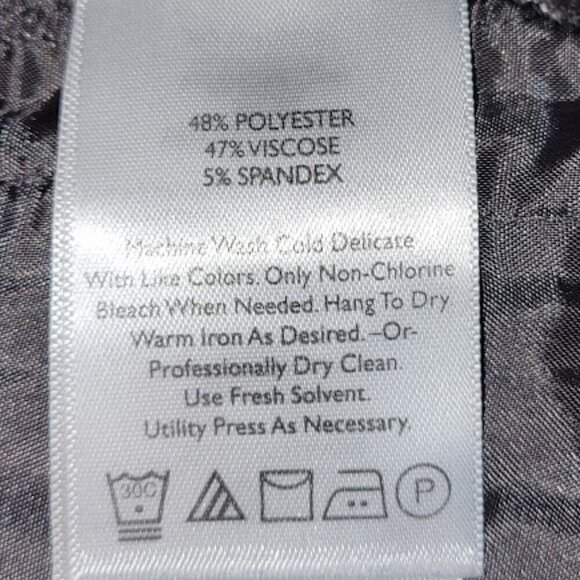 48% POLYESTER
47% VISCOSE
5% SPANDEX
Machine Wash Cold Delicate
With Like Colors. Only Non-Chlorine
Bleach When Needed. Hang To Dry
Warm Iron As Desired. –Or-
Professionally Dry Clean.
Use Fresh Solvent.
Utility Press As Necessary.
30C P